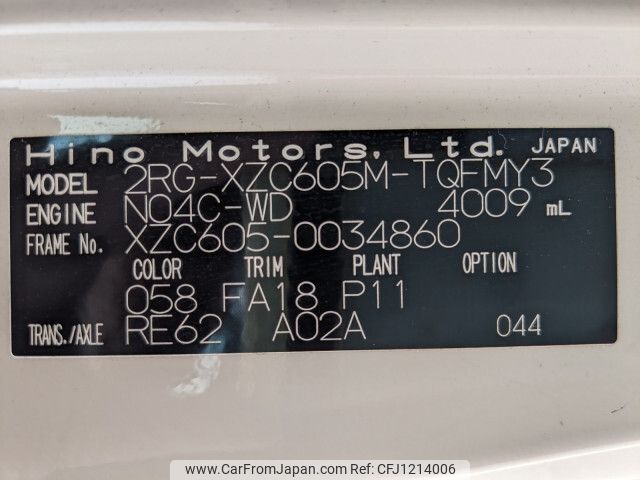 Hino Motors, Ltd. JAPAN
MODEL 2RG-XZC605M-TQFMY3
ENGINE N04C-WD 4009 mL
FRAME No. XZC605-0034860
COLOR TRIM PLANT OPTION
058 FA18 P11
TRANS./AXLE RE62 A02A 044
www.CarFromJapan.com | Ref No. CFJ1214006